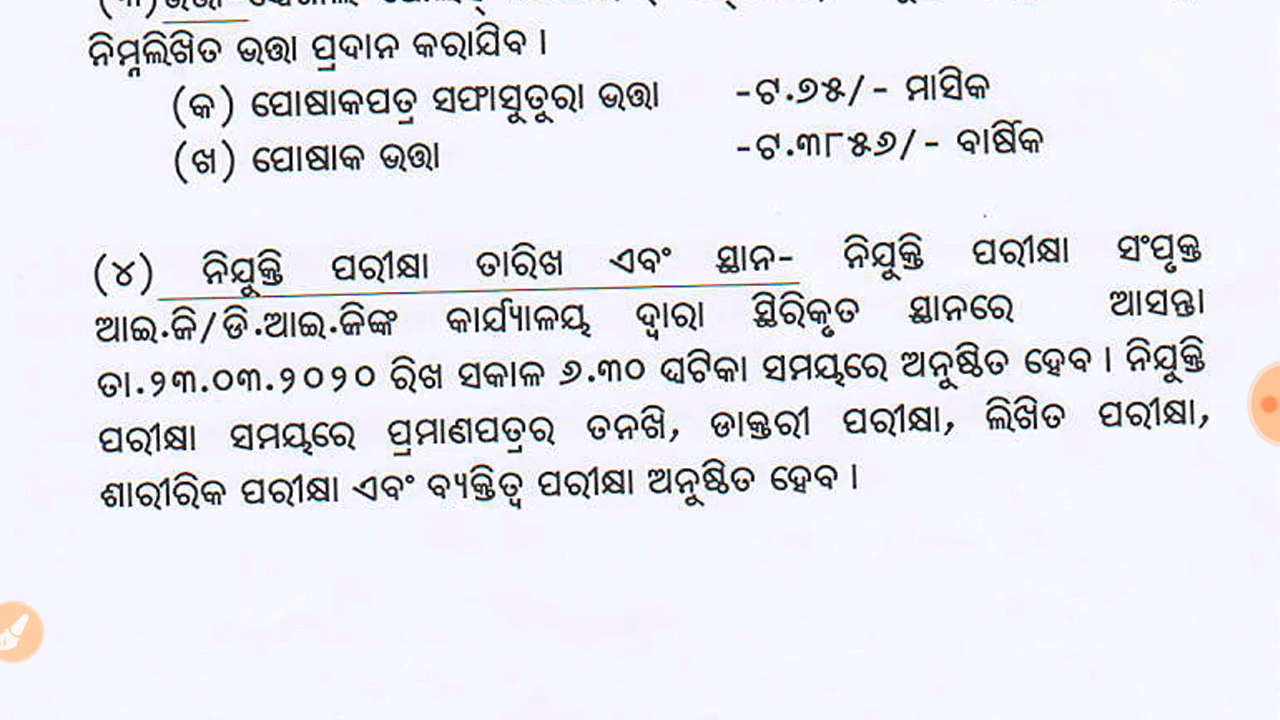 ନିମ୍ନଲିଖିତ ଭତ୍ତା ପ୍ରଦାନ କରାଯିବ ।
(କ) ପୋଷାକପତ୍ର ସଫାସୁତୁରା ଭତ୍ତା -ଟ.୭୫/- ମାସିକ
(ଖ) ପୋଷାକ ଭତ୍ତା -ଟ.୩୮୫୬/- ବାର୍ଷିକ
(୪) ନିଯୁକ୍ତି ପରୀକ୍ଷା ତାରିଖ ଏବଂ ସ୍ଥାନ- ନିଯୁକ୍ତି ପରୀକ୍ଷା ସଂପୃକ୍ତ
ଆଇ.ଜି/ଡି.ଆଇ.ଜିଙ୍କ କାର୍ଯ୍ୟାଳୟ ଦ୍ୱାରା ସ୍ଥିରିକୃତ ସ୍ଥାନରେ ଆସନ୍ତା
ତା.୨୩.୦୩.୨୦୨୦ ରିଖ ସକାଳ ୬.୩୦ ଘଟିକା ସମୟରେ ଅନୁଷ୍ଠିତ ହେବ । ନିଯୁକ୍ତି
ପରୀକ୍ଷା ସମୟରେ ପ୍ରମାଣପତ୍ରର ତନଖି, ଡାକ୍ତରୀ ପରୀକ୍ଷା, ଲିଖିତ ପରୀକ୍ଷା,
ଶାରୀରିକ ପରୀକ୍ଷା ଏବଂ ବ୍ୟକ୍ତିତ୍ୱ ପରୀକ୍ଷା ଅନୁଷ୍ଠିତ ହେବ ।